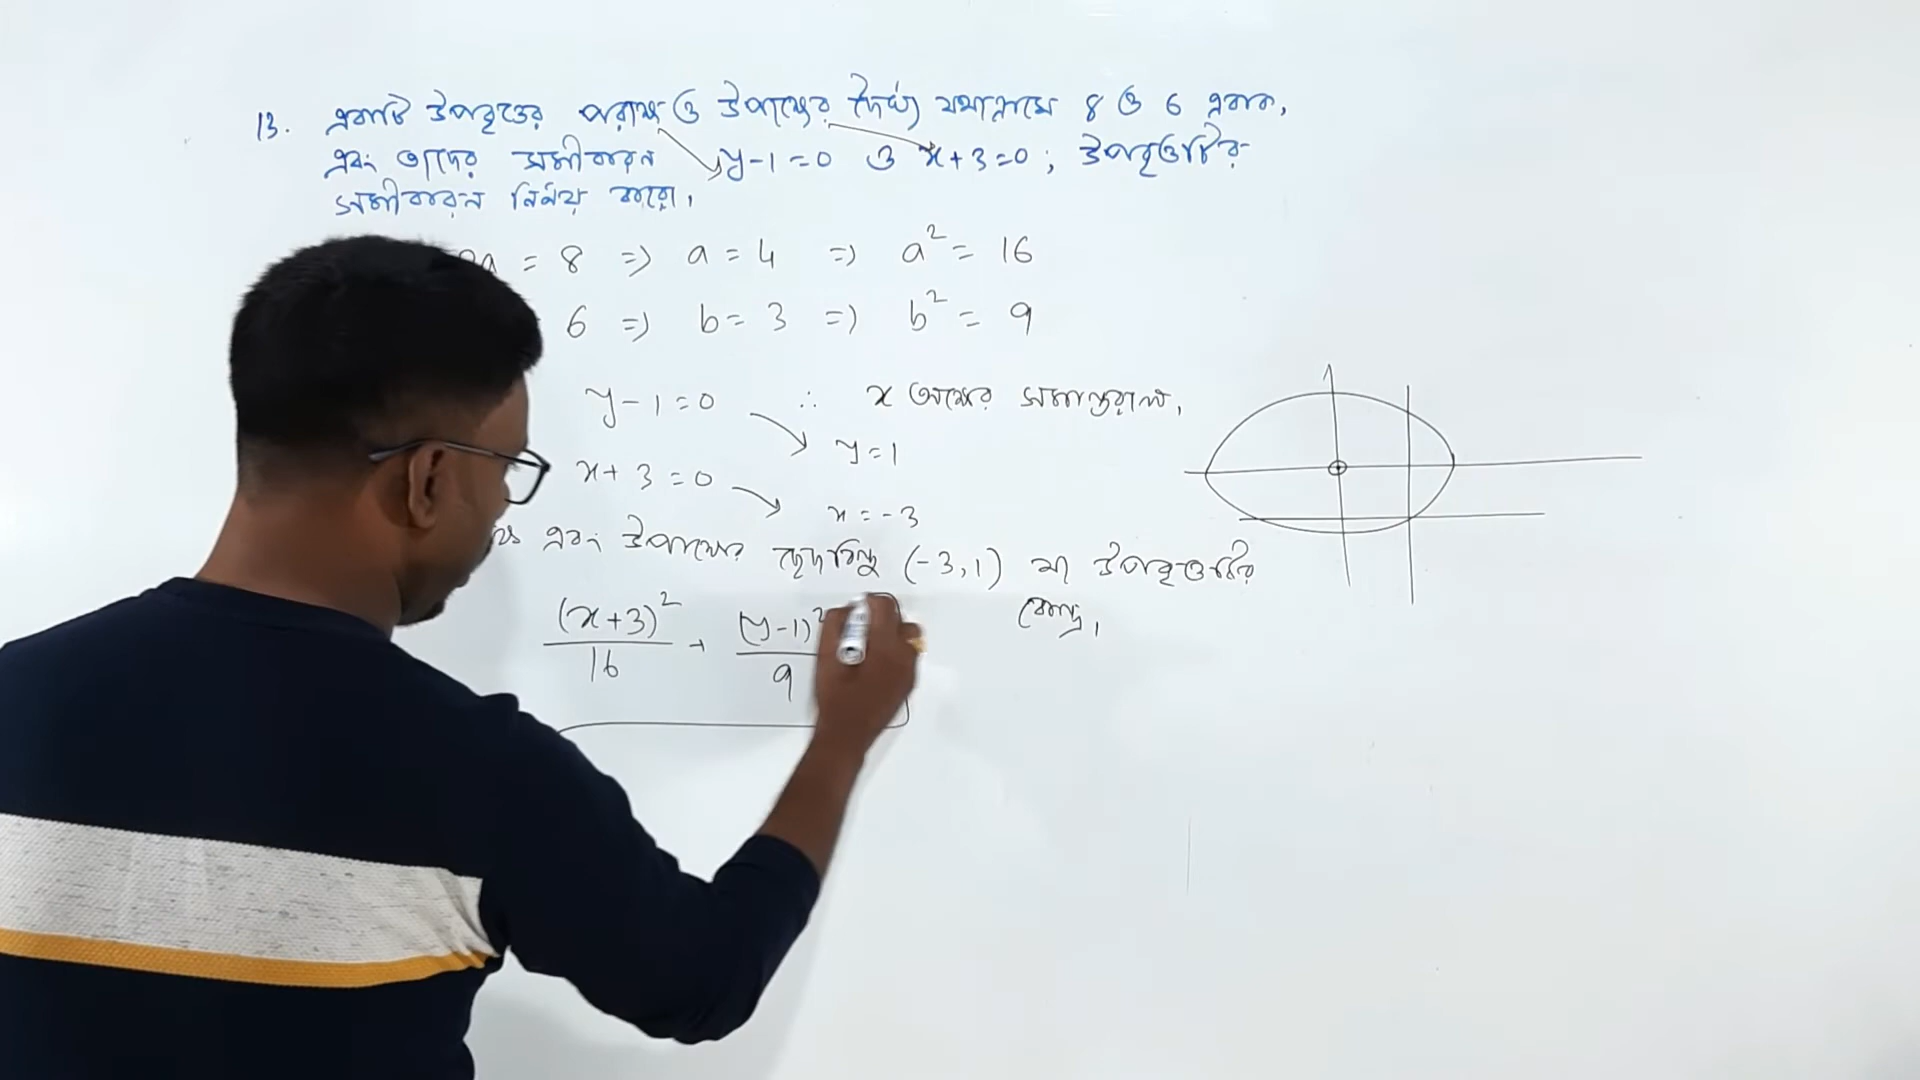 13. একটি উপবৃত্তের পরাক্ষ ও উপাক্ষের দৈর্ঘ্য যথাক্রমে 8 ও 6 একক,
এবং তাদের সমীকরণ y-1=0 ও x+3=0; উপবৃত্তটির
সমীকরণ নির্ণয় করো।
2a = 8 => a = 4 => a² = 16
6 => b = 3 => b² = 9
y-1=0 ∴ x অক্ষের সমান্তরাল,
y=1
x+3=0
x=-3
এবং উপাক্ষের ছেদবিন্দু (-3,1) যা উপবৃত্তটির
কেন্দ্র,
(x+3)²/16 + (y-1)²/9